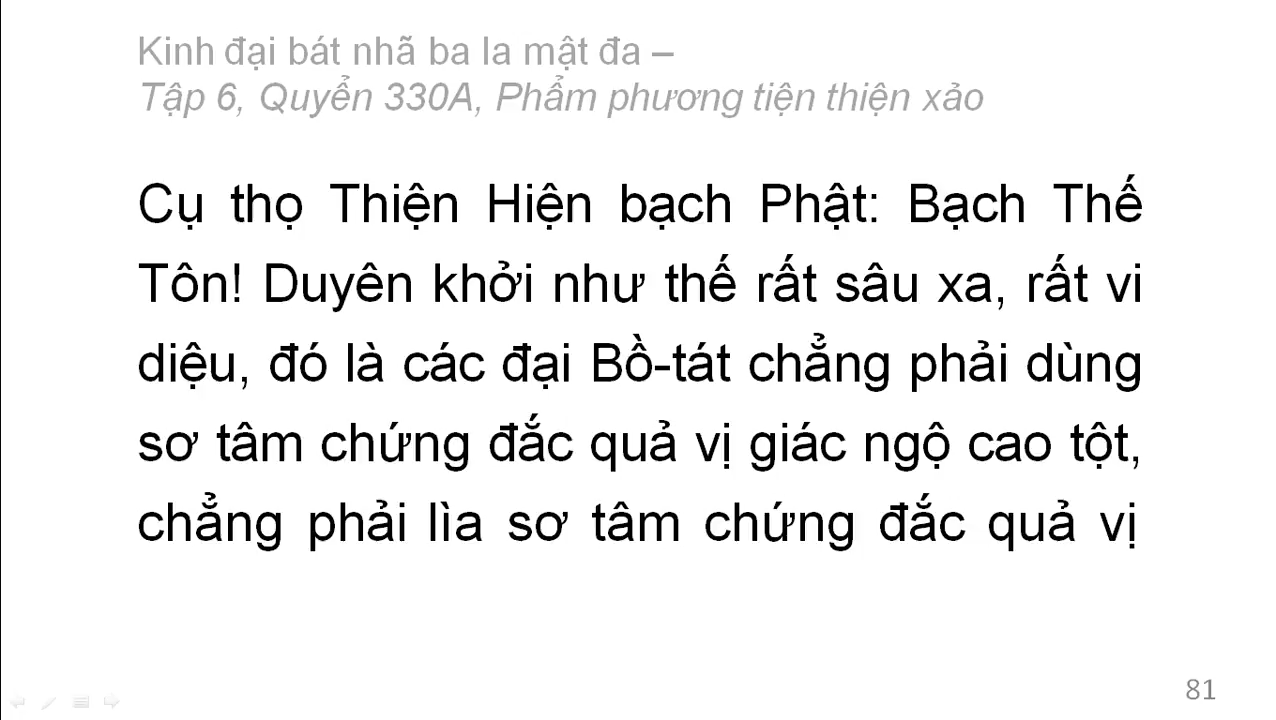 Kinh đại bát nhã ba la mật đa –
Tập 6, Quyển 330A, Phẩm phương tiện thiện xảo
Cụ thọ Thiện Hiện bạch Phật: Bạch Thế
Tôn! Duyên khởi như thế rất sâu xa, rất vi
diệu, đó là các đại Bồ-tát chẳng phải dùng
sơ tâm chứng đắc quả vị giác ngộ cao tột,
chẳng phải lìa sơ tâm chứng đắc quả vị
81